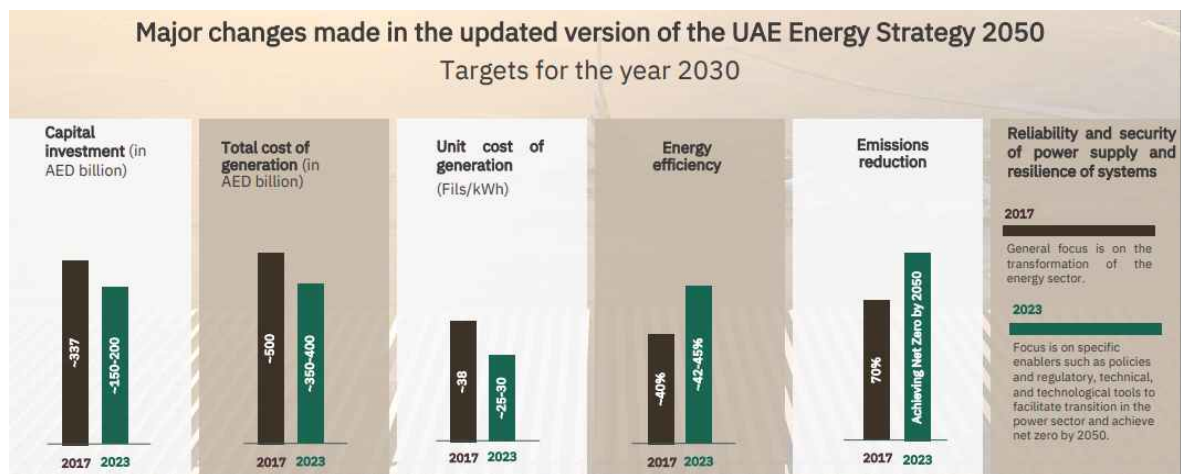 Major changes made in the updated version of the UAE Energy Strategy 2050
Targets for the year 2030
Capital
investment (in
AED billion)
~337
~150-200
2017 2023
Total cost of
generation (in
AED billion)
~500
~350-400
2017 2023
Unit cost of
generation
(Fils/kWh)
~38
~25-30
2017 2023
Energy
efficiency
~40%
~42-45%
2017 2023
Emissions
reduction
70%
Achieving Net Zero by 2050
2017 2023
Reliability and security
of power supply and
resilience of systems
2017
General focus is on the
transformation of the
energy sector.
2023
Focus is on specific
enablers such as policies
and regulatory, technical,
and technological tools to
facilitate transition in the
power sector and achieve
net zero by 2050.